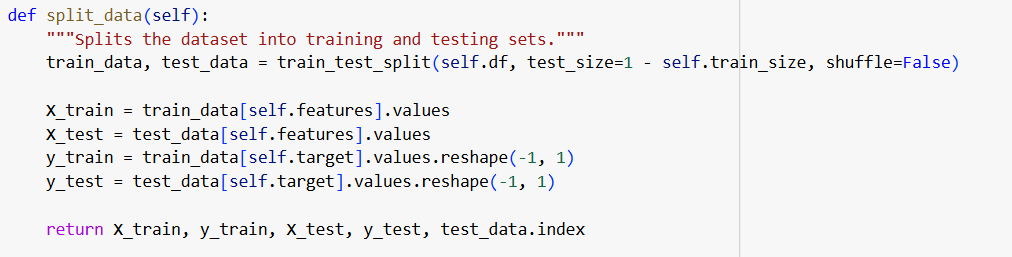 def split_data(self):
    """Splits the dataset into training and testing sets."""
    train_data, test_data = train_test_split(self.df, test_size=1 - self.train_size, shuffle=False)

    X_train = train_data[self.features].values
    X_test = test_data[self.features].values
    y_train = train_data[self.target].values.reshape(-1, 1)
    y_test = test_data[self.target].values.reshape(-1, 1)

    return X_train, y_train, X_test, y_test, test_data.index